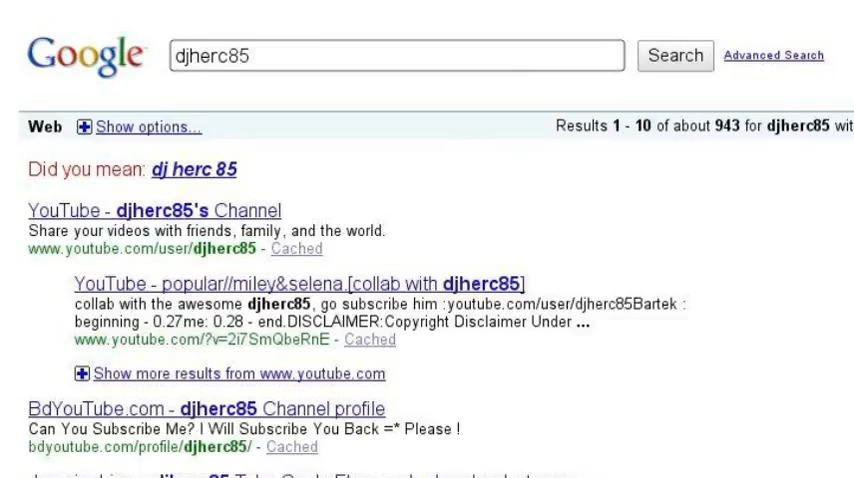 Google djherc85 Search Advanced Search
Web Show options... Results 1 - 10 of about 943 for djherc85
Did you mean: dj herc 85
YouTube - djherc85's Channel
Share your videos with friends, family, and the world.
www.youtube.com/user/djherc85 - Cached
YouTube - popular//miley&selena.[collab with djherc85]
collab with the awesome djherc85, go subscribe him :youtube.com/user/djherc85Bartek :
beginning - 0.27me: 0.28 - end.DISCLAIMER:Copyright Disclaimer Under ...
www.youtube.com/?v=2i7SmQbeRnE - Cached
Show more results from www.youtube.com
BdYouTube.com - djherc85 Channel profile
Can You Subscribe Me? I Will Subscribe You Back =* Please !
bdyoutube.com/profile/djherc85/ - Cached